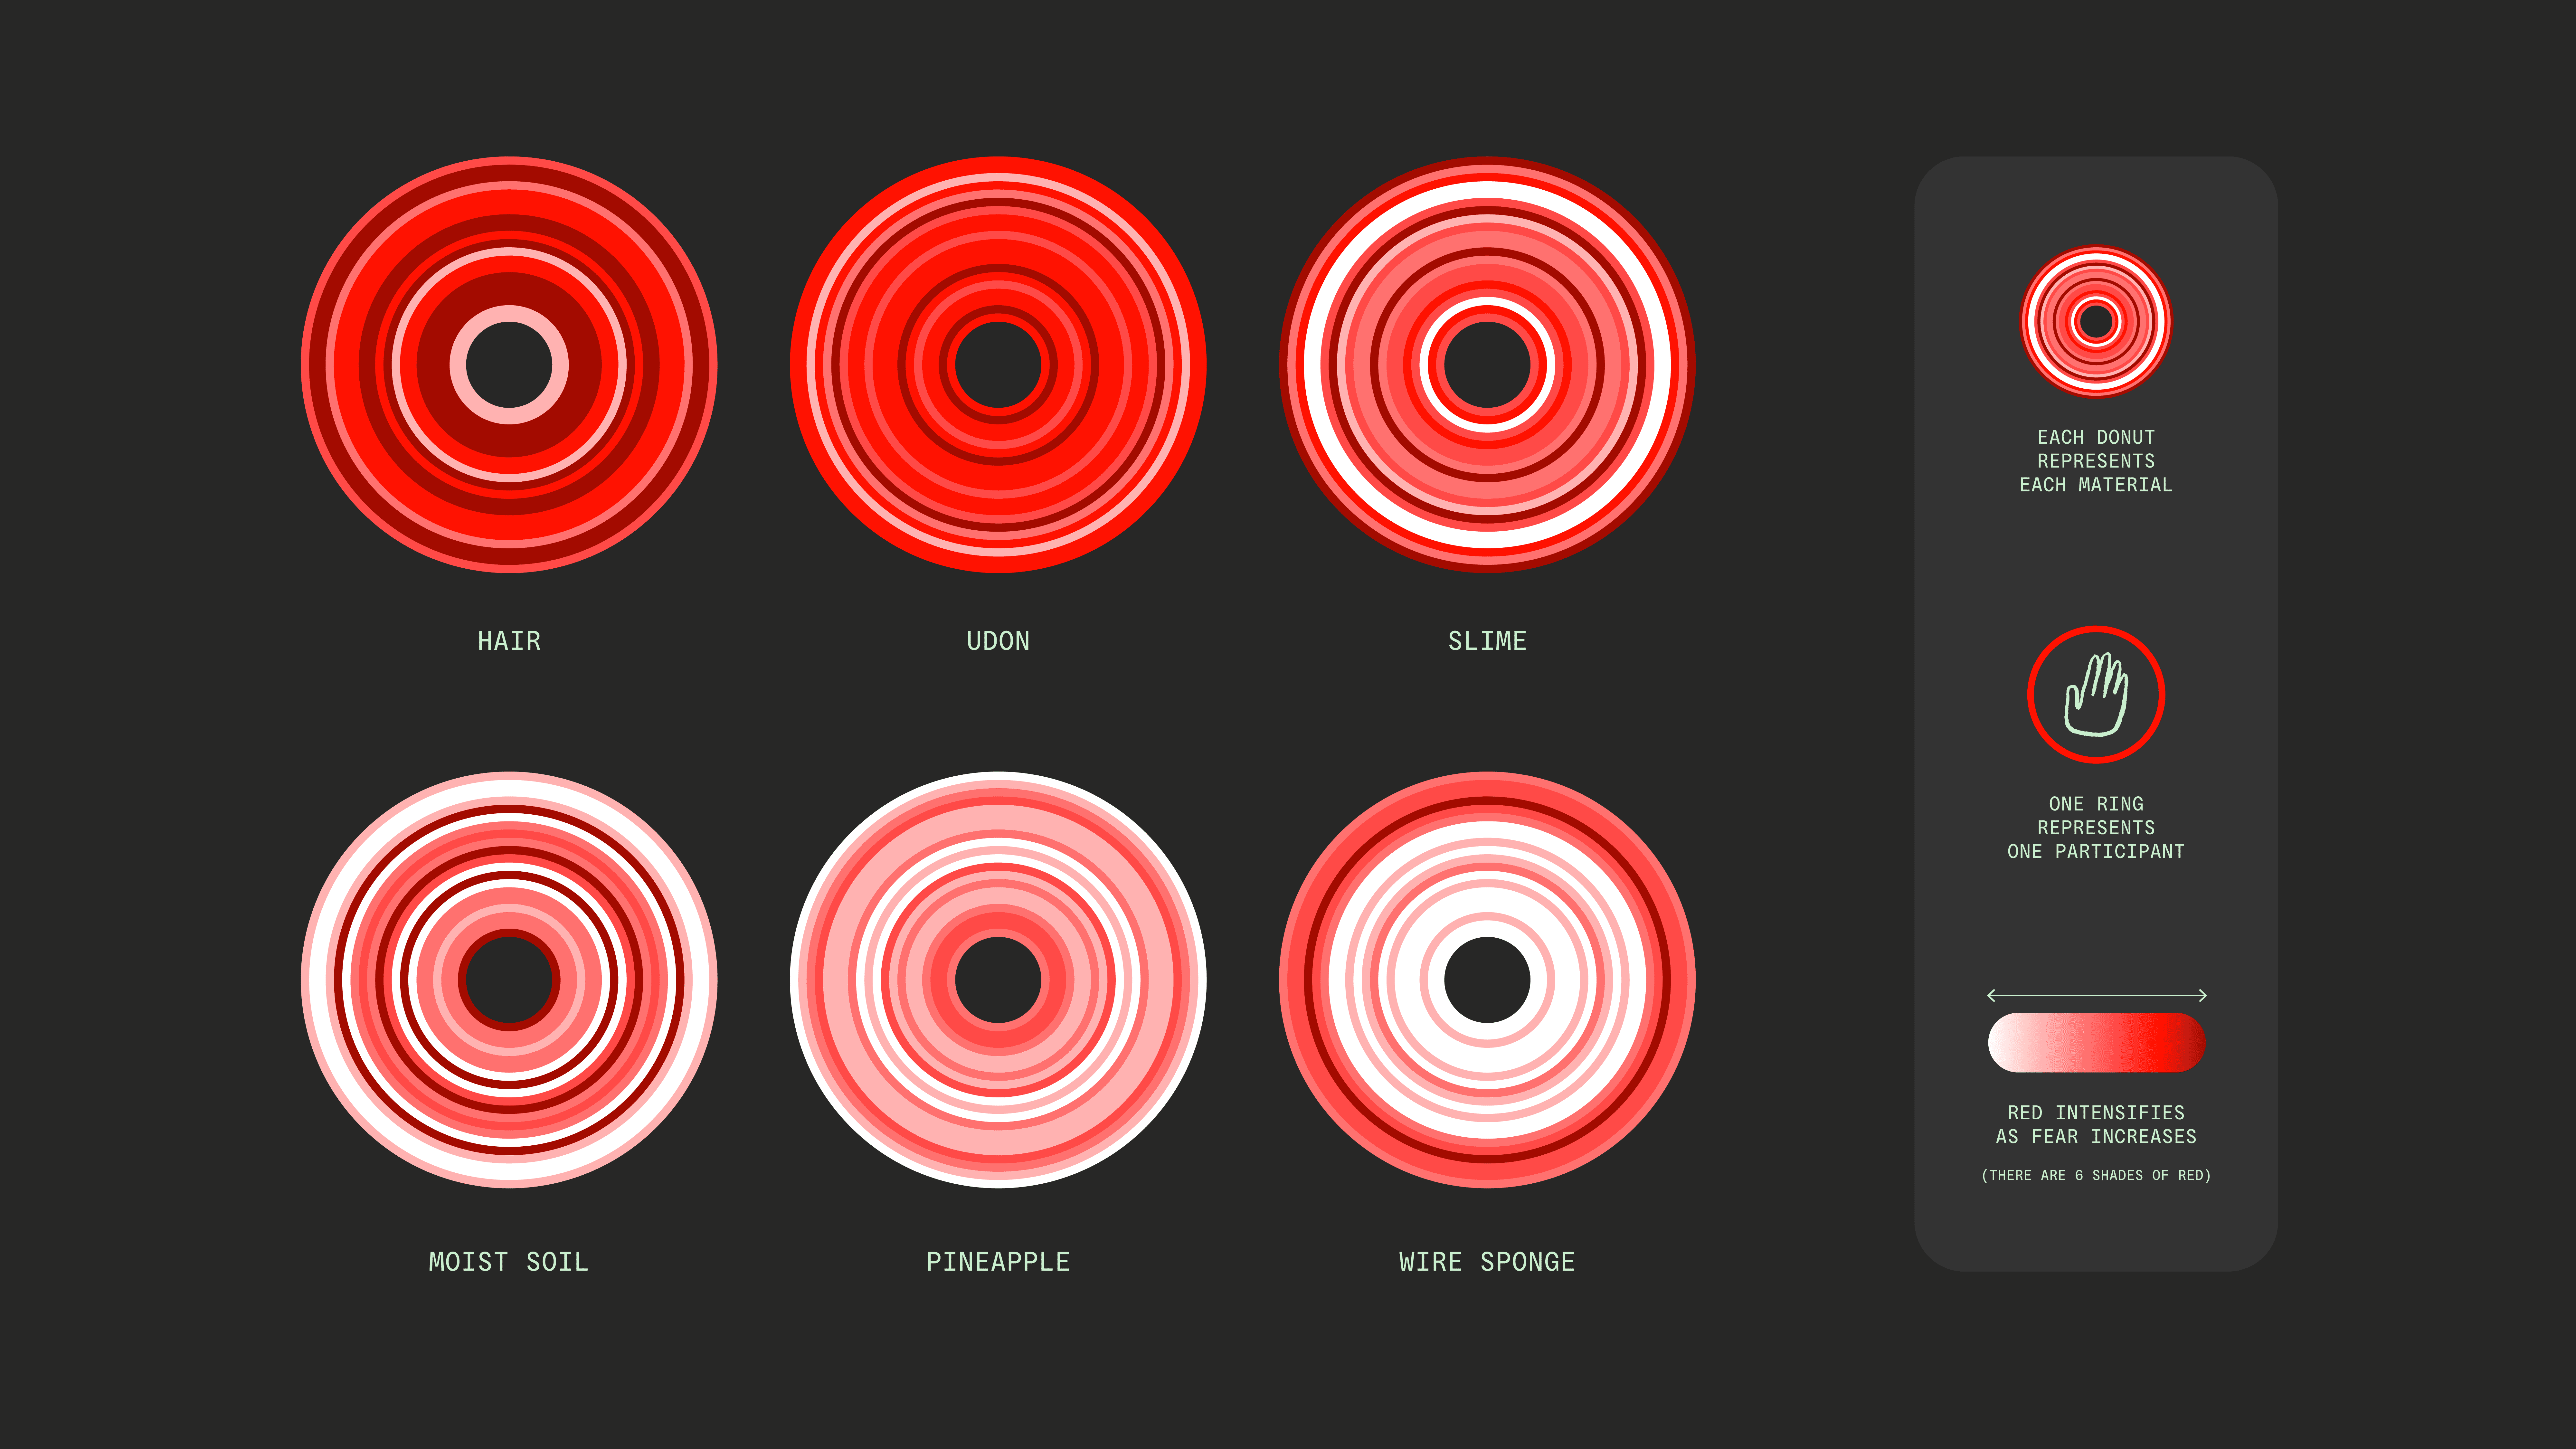 HAIR
UDON
SLIME
MOIST SOIL
PINEAPPLE
WIRE SPONGE
EACH DONUT
REPRESENTS
EACH MATERIAL
ONE RING
REPRESENTS
ONE PARTICIPANT
RED INTENSIFIES
AS FEAR INCREASES
(THERE ARE 6 SHADES OF RED)